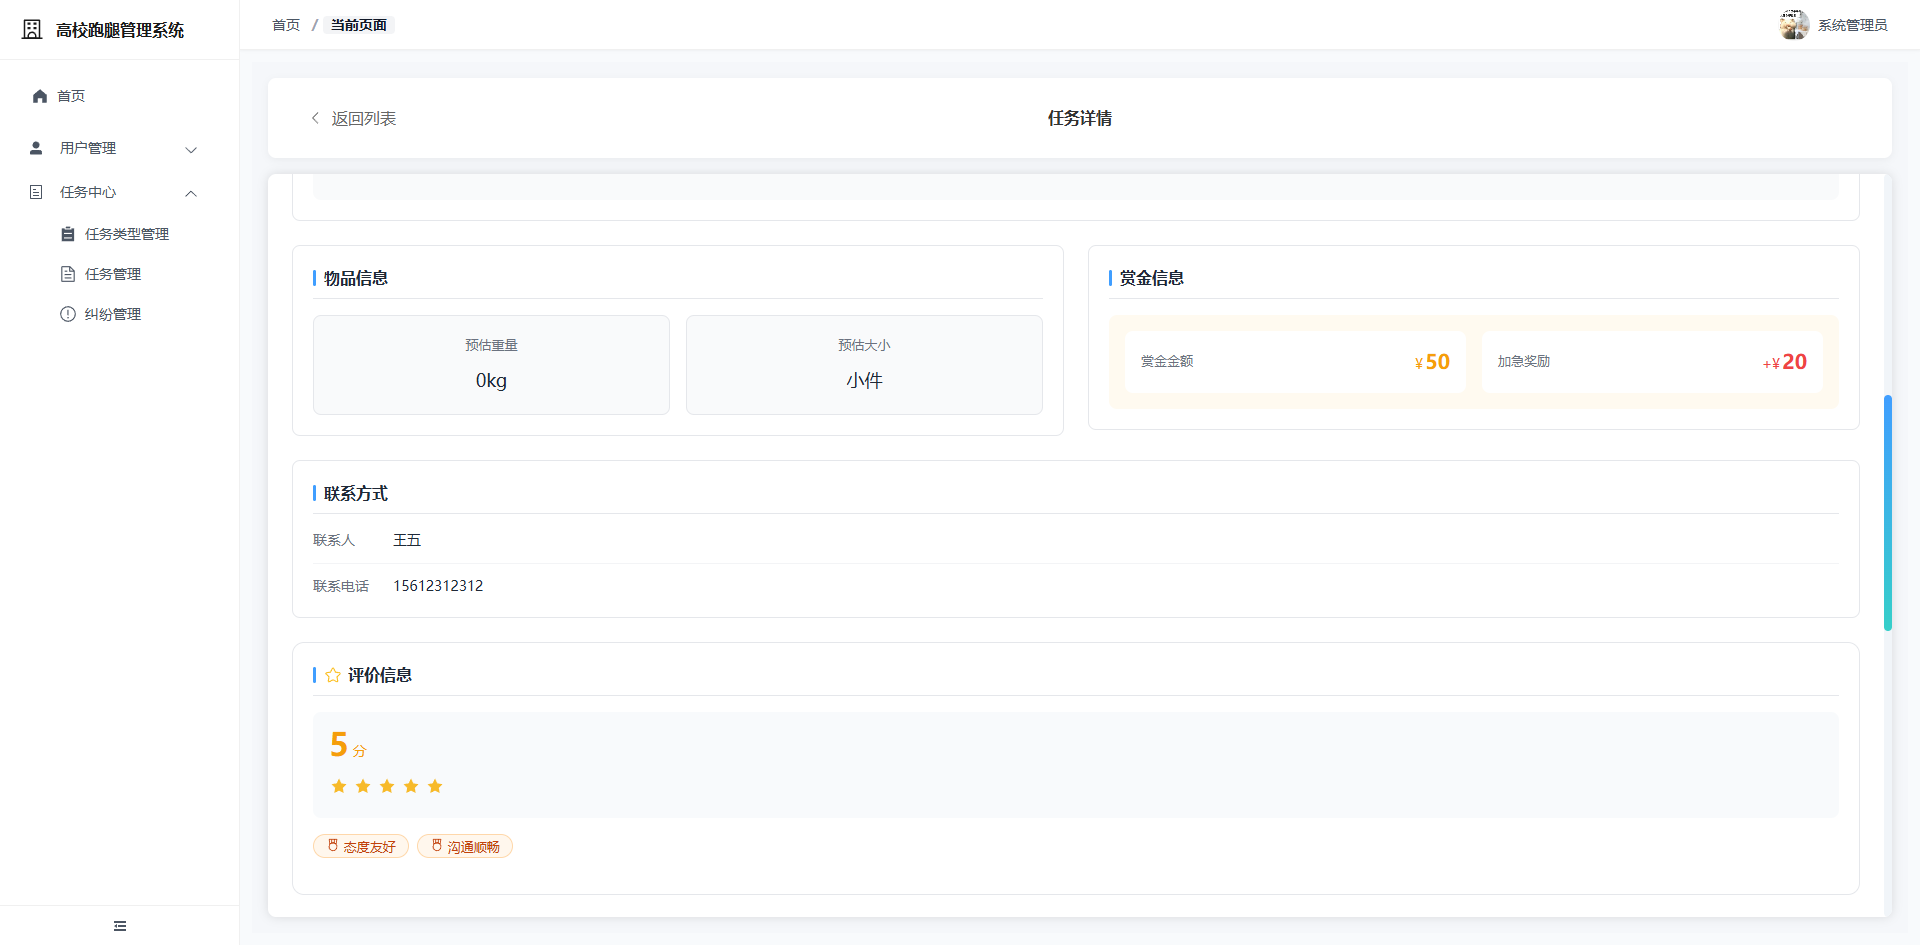 高校跑腿管理系统
首页 / 当前页面
系统管理员
首页
用户管理
任务中心
任务类型管理
任务管理
纠纷管理
返回列表
任务详情
物品信息
预估重量
0kg
预估大小
小件
赏金信息
赏金金额
¥50
加急奖励
+¥20
联系方式
联系人 王五
联系电话 15612312312
评价信息
5分
态度友好
沟通顺畅